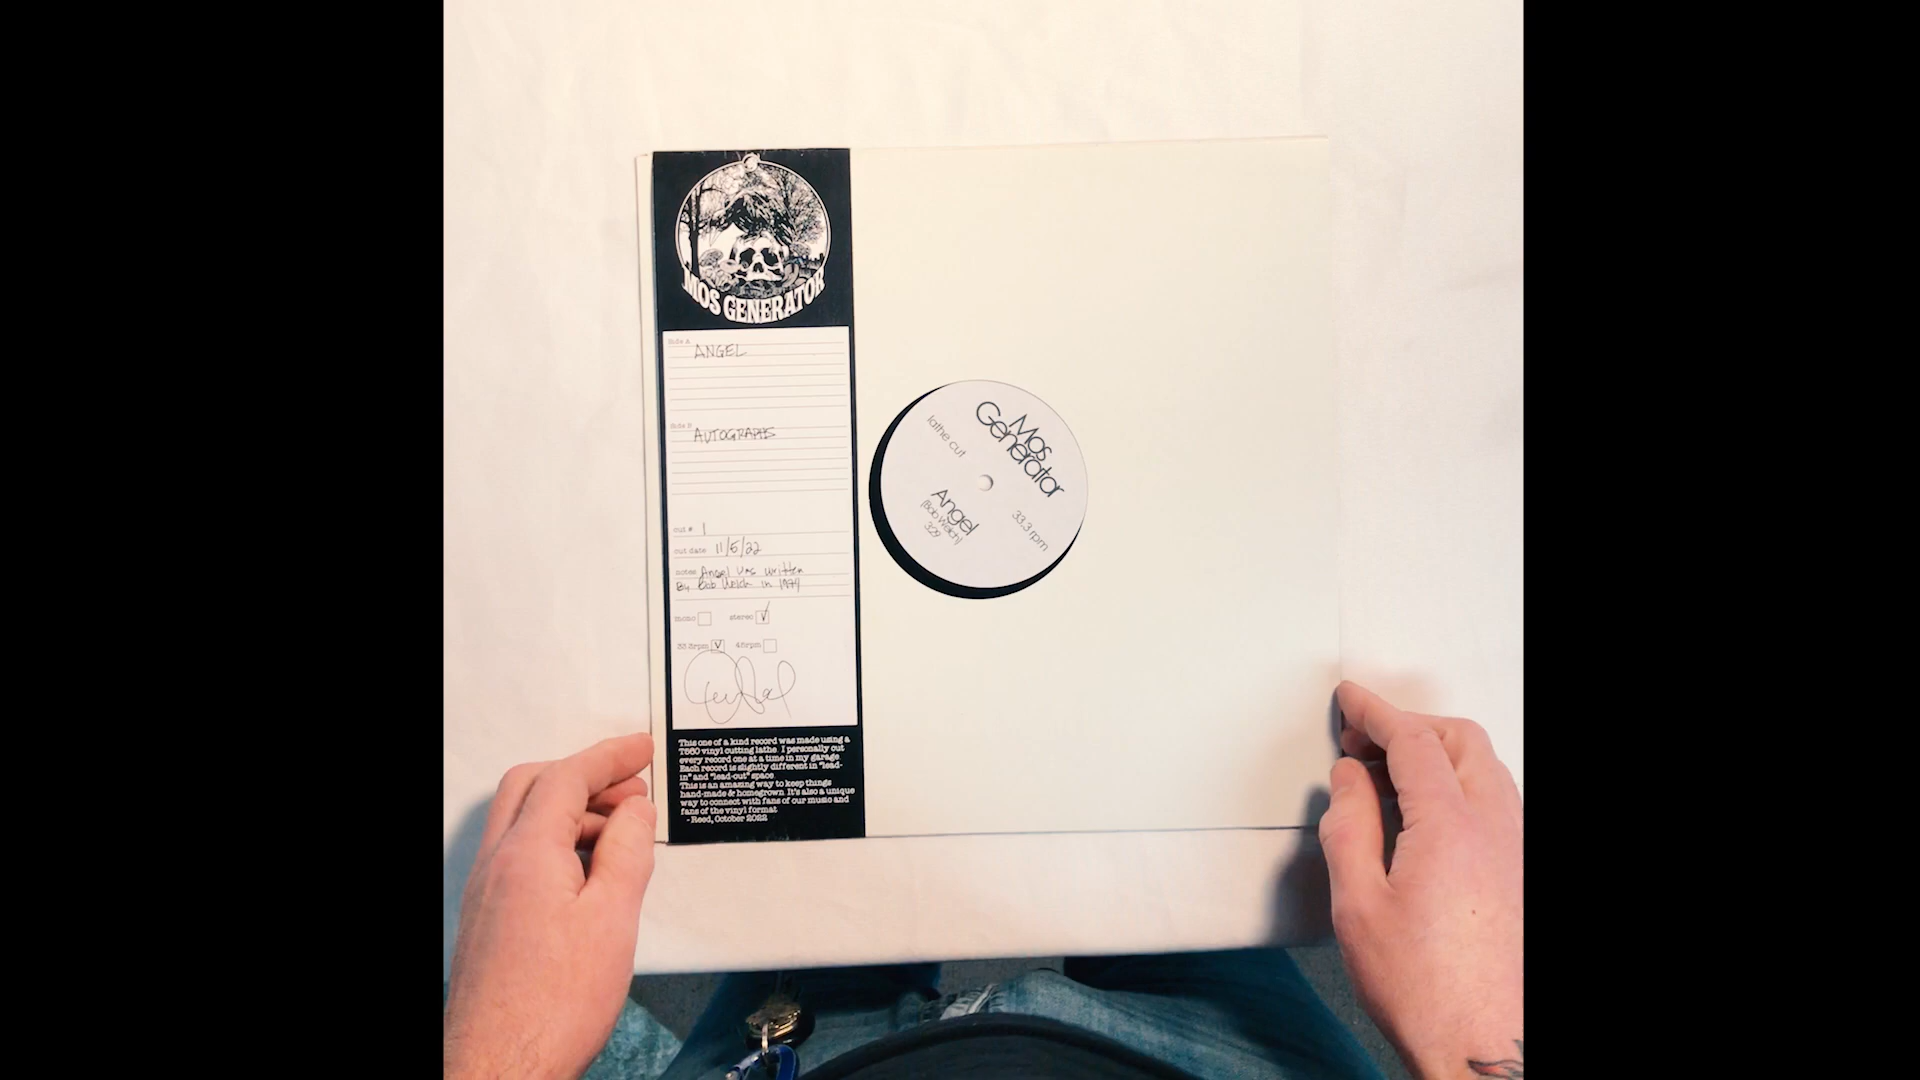 MOS GENERATOR
Side A
ANGEL
Side B
AUTOGRAPHS
cut # 1
cut date 11/5/22
notes Angel was written
By Bob Welch in 1974
mono stereo
33.3rpm 45rpm
This one of a kind record was made using a
T560 vinyl cutting lathe. I personally cut
every record one at a time in my garage.
Each record is slightly different in "lead-
in" and "lead-out" space.
This is an amazing way to keep things
hand-made & homegrown. It's also a unique
way to connect with fans of our music and
fans of the vinyl format.
- Reed, October 2022
Mos
Generator
lathe cut
33.3 rpm
Angel
(Bob Welch)
3:29